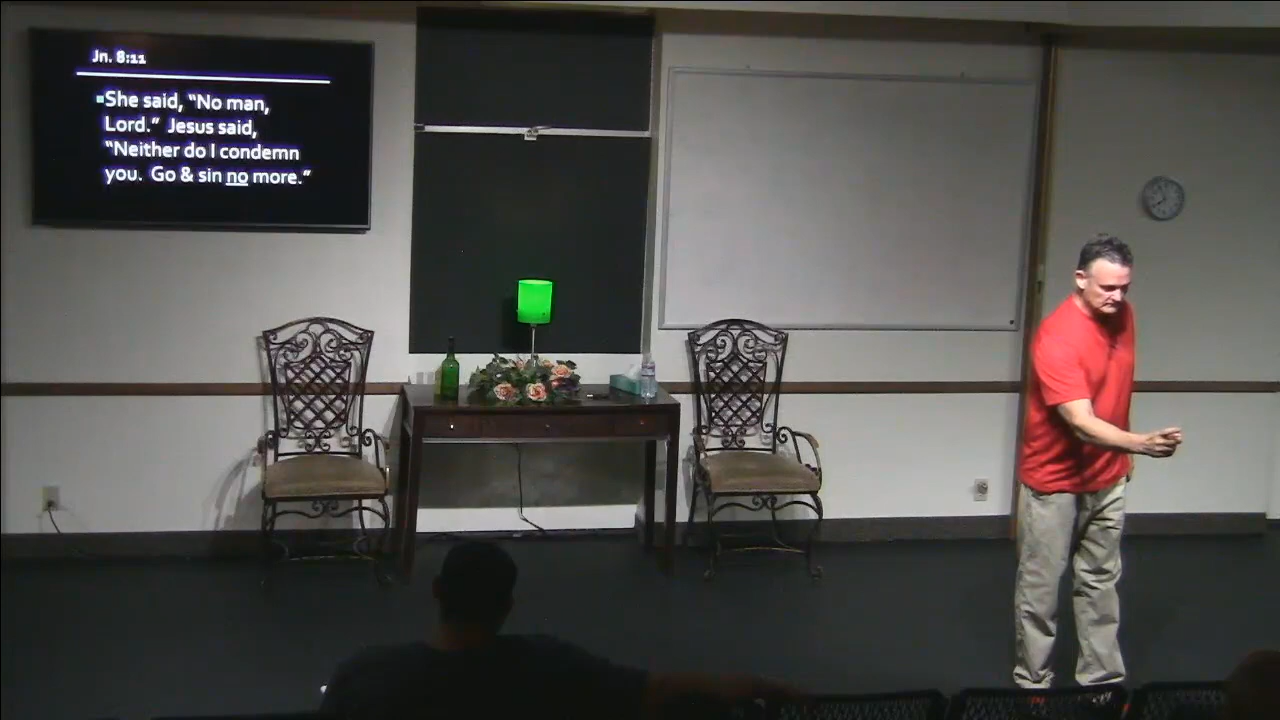 Jn. 8:11
She said, “No man,
Lord.” Jesus said,
“Neither do I condemn
you. Go & sin no more.”